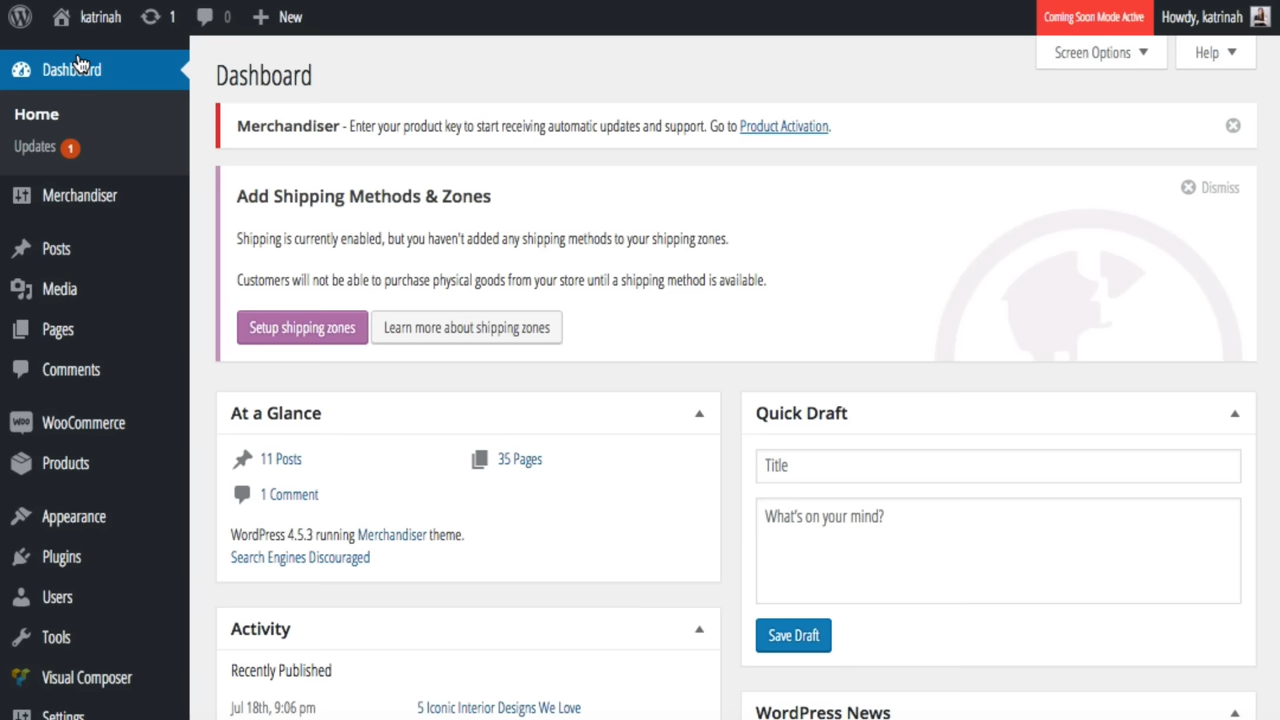 katrinah
1
0
New
Coming Soon Mode Active
Howdy, katrinah
Screen Options
Help
Dashboard
Home
Updates 1
Merchandiser
Posts
Media
Pages
Comments
WooCommerce
Products
Appearance
Plugins
Users
Tools
Visual Composer
Settings
Dashboard
Merchandiser - Enter your product key to start receiving automatic updates and support. Go to Product Activation.
Add Shipping Methods & Zones
Dismiss
Shipping is currently enabled, but you haven't added any shipping methods to your shipping zones.
Customers will not be able to purchase physical goods from your store until a shipping method is available.
Setup shipping zones
Learn more about shipping zones
At a Glance
11 Posts
35 Pages
1 Comment
WordPress 4.5.3 running Merchandiser theme.
Search Engines Discouraged
Activity
Recently Published
Jul 18th, 9:06 pm
5 Iconic Interior Designs We Love
Quick Draft
Title
What's on your mind?
Save Draft
WordPress News